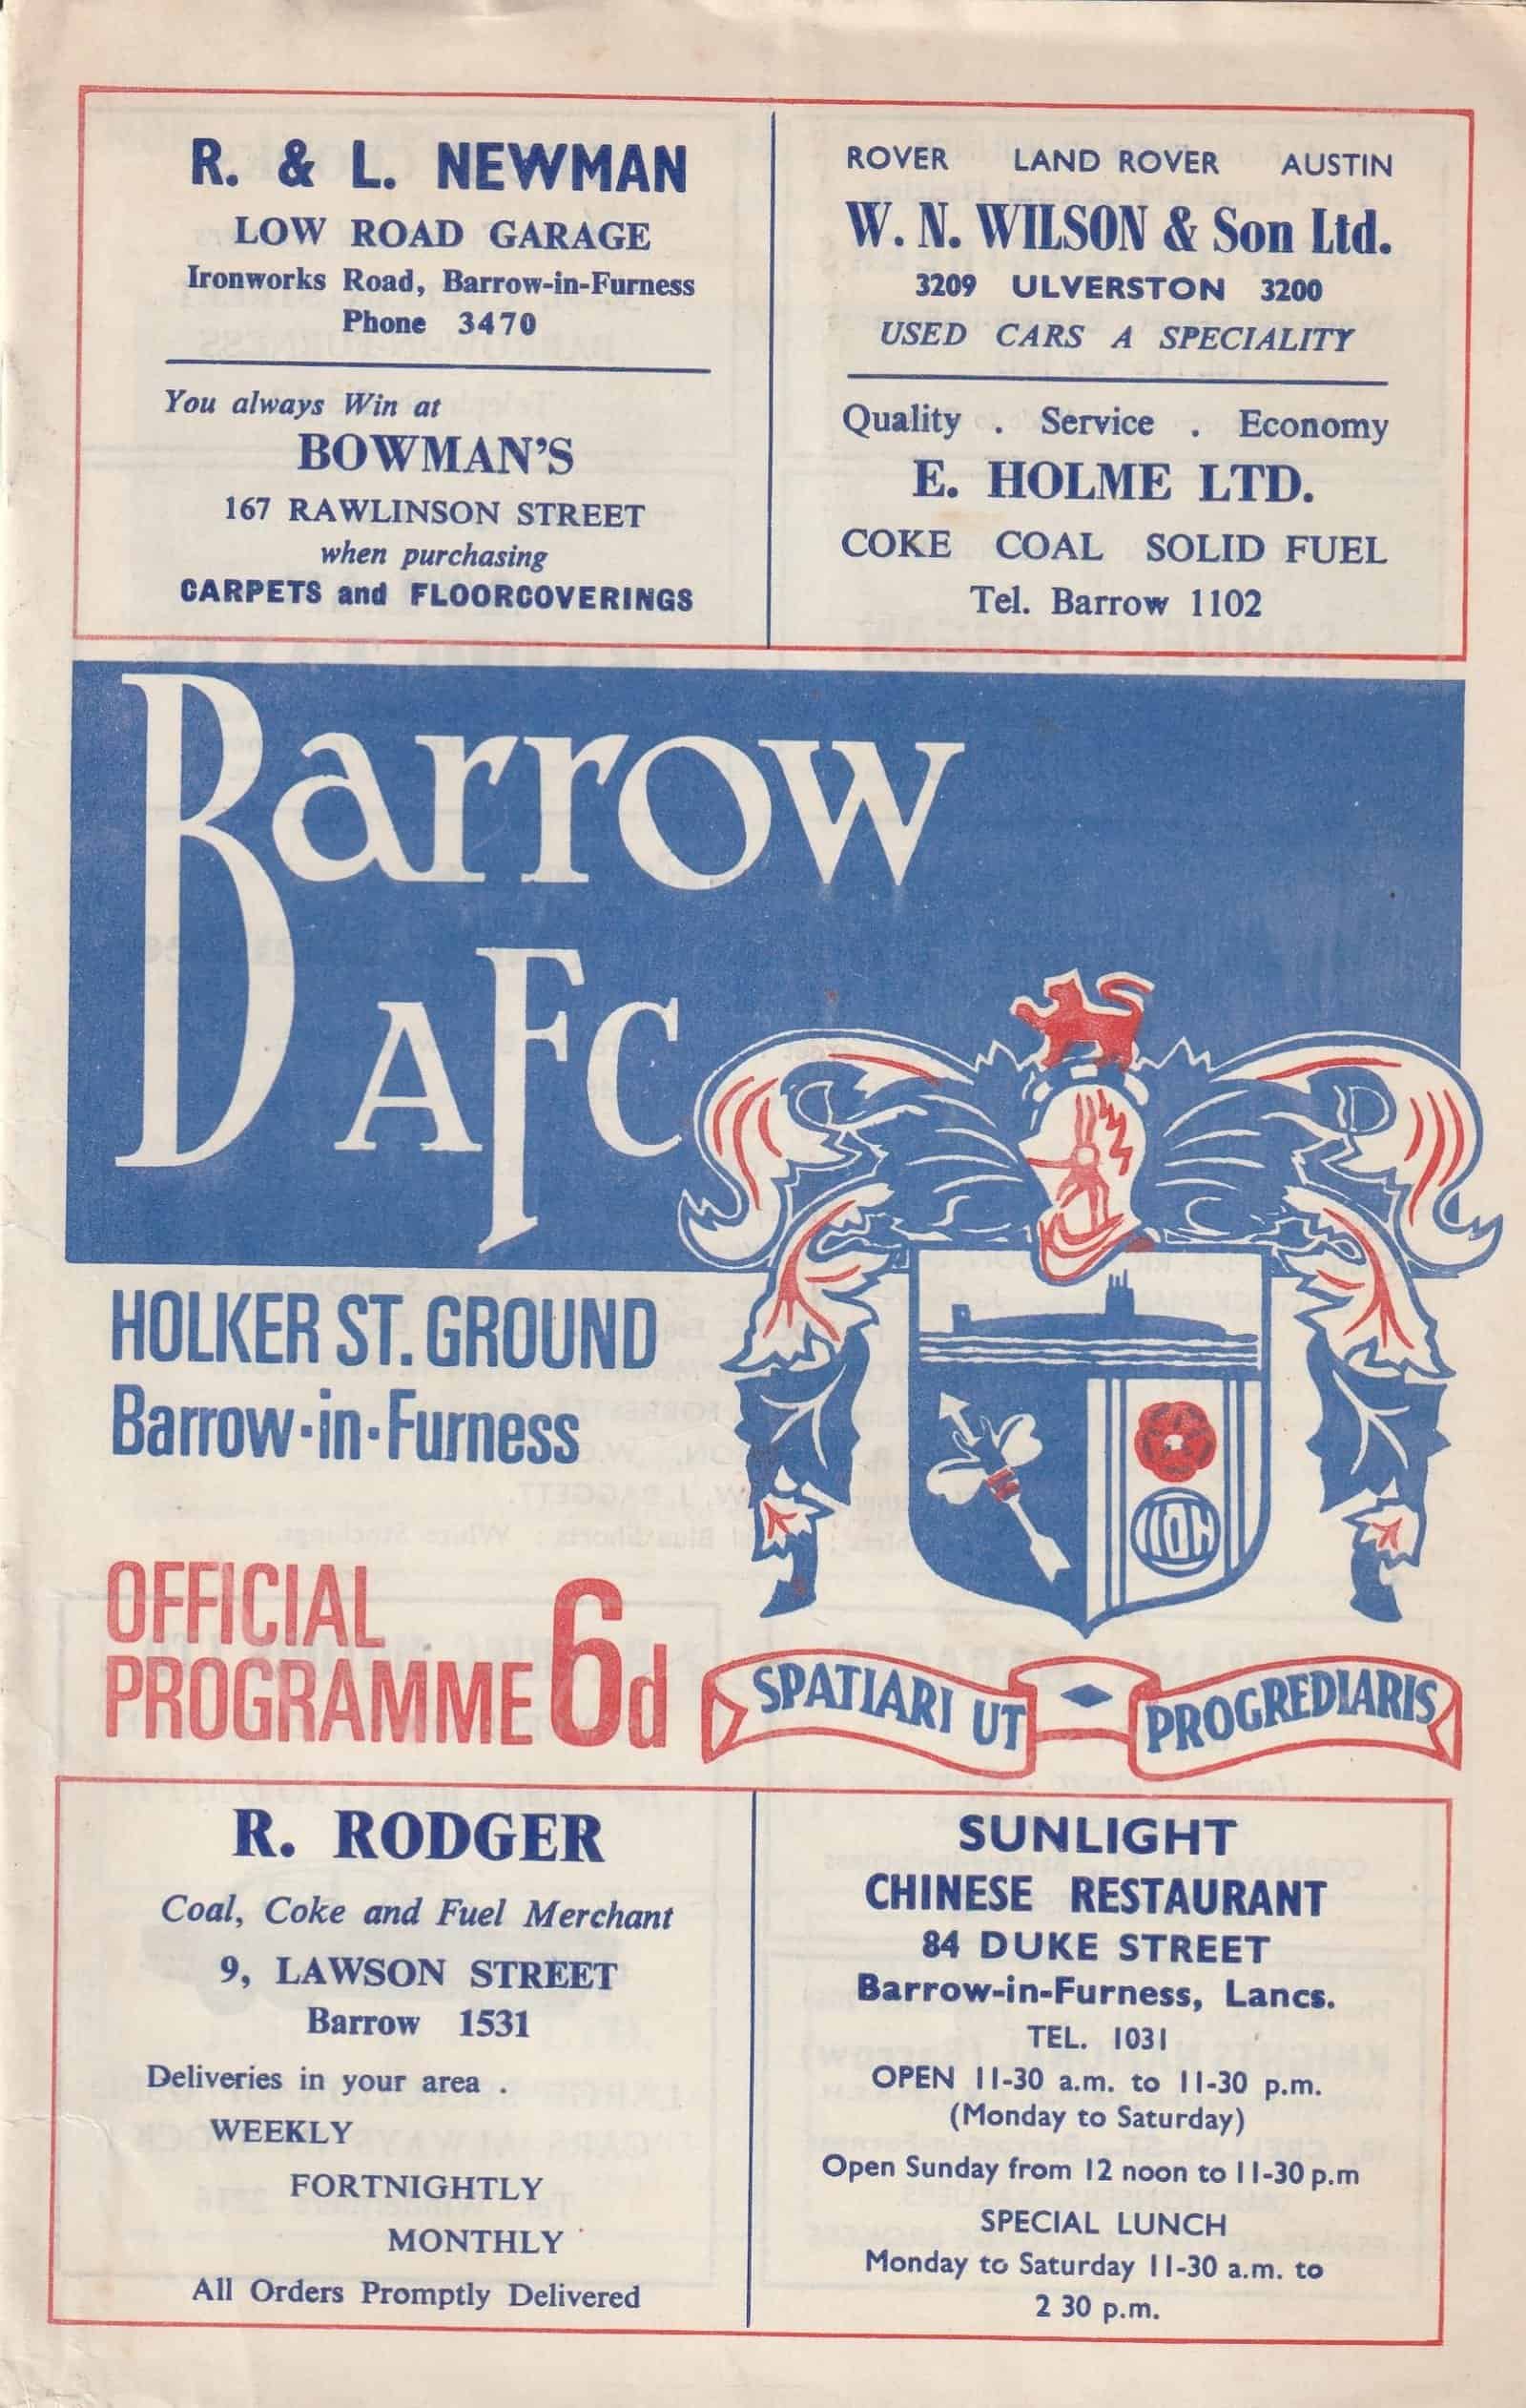 R. & L. NEWMAN
LOW ROAD GARAGE
Ironworks Road, Barrow-in-Furness
Phone 3470
You always Win at
BOWMAN'S
167 RAWLINSON STREET
when purchasing
CARPETS and FLOORCOVERINGS
ROVER LAND ROVER AUSTIN
W. N. WILSON & Son Ltd.
3209 ULVERSTON 3200
USED CARS A SPECIALITY
Quality . Service . Economy
E. HOLME LTD.
COKE COAL SOLID FUEL
Tel. Barrow 1102
Barrow
AFC
HOLKER ST. GROUND
Barrow-in-Furness
OFFICIAL
PROGRAMME 6d
SPATIARI UT PROGREDIARIS
R. RODGER
Coal, Coke and Fuel Merchant
9, LAWSON STREET
Barrow 1531
Deliveries in your area .
WEEKLY
FORTNIGHTLY
MONTHLY
All Orders Promptly Delivered
SUNLIGHT
CHINESE RESTAURANT
84 DUKE STREET
Barrow-in-Furness, Lancs.
TEL. 1031
OPEN 11-30 a.m. to 11-30 p.m.
(Monday to Saturday)
Open Sunday from 12 noon to 11-30 p.m
SPECIAL LUNCH
Monday to Saturday 11-30 a.m. to
2 30 p.m.